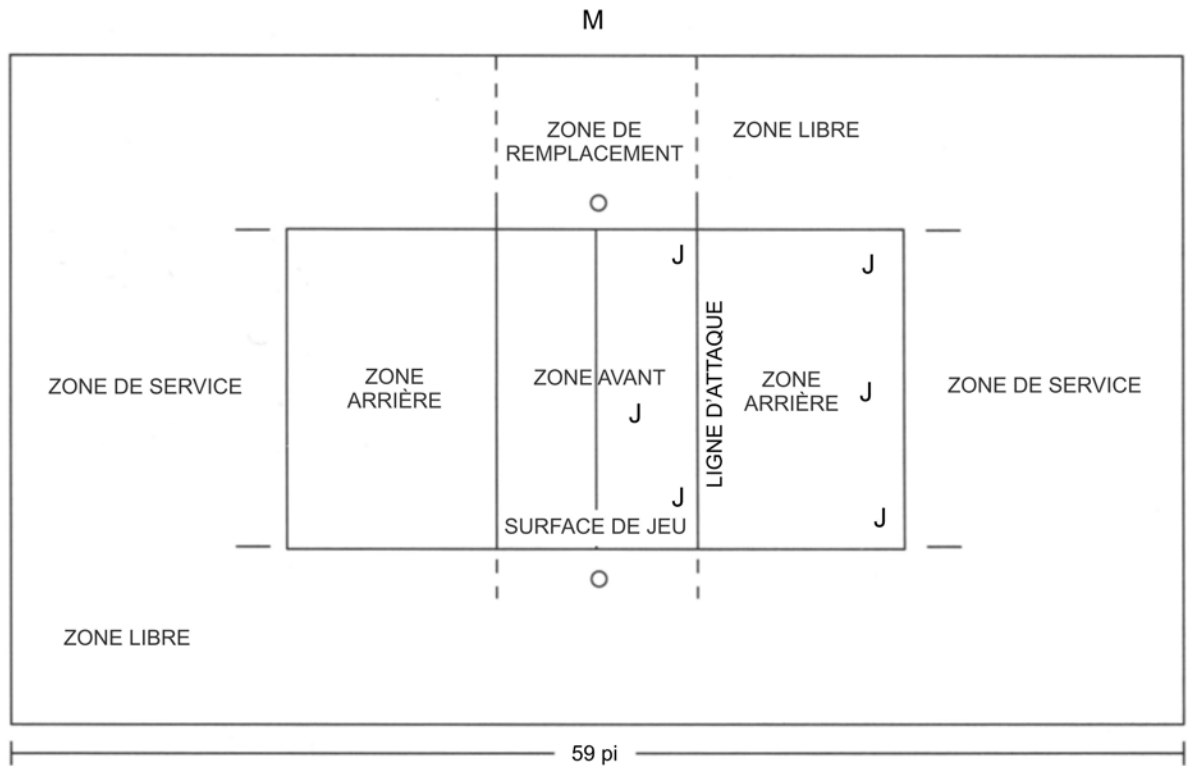 M
ZONE DE
REMPLACEMENT
ZONE LIBRE
J
J
ZONE DE SERVICE
ZONE
ARRIÈRE
ZONE AVANT
J
LIGNE D'ATTAQUE
ZONE
ARRIÈRE
J
ZONE DE SERVICE
J
SURFACE DE JEU
J
ZONE LIBRE
59 pi